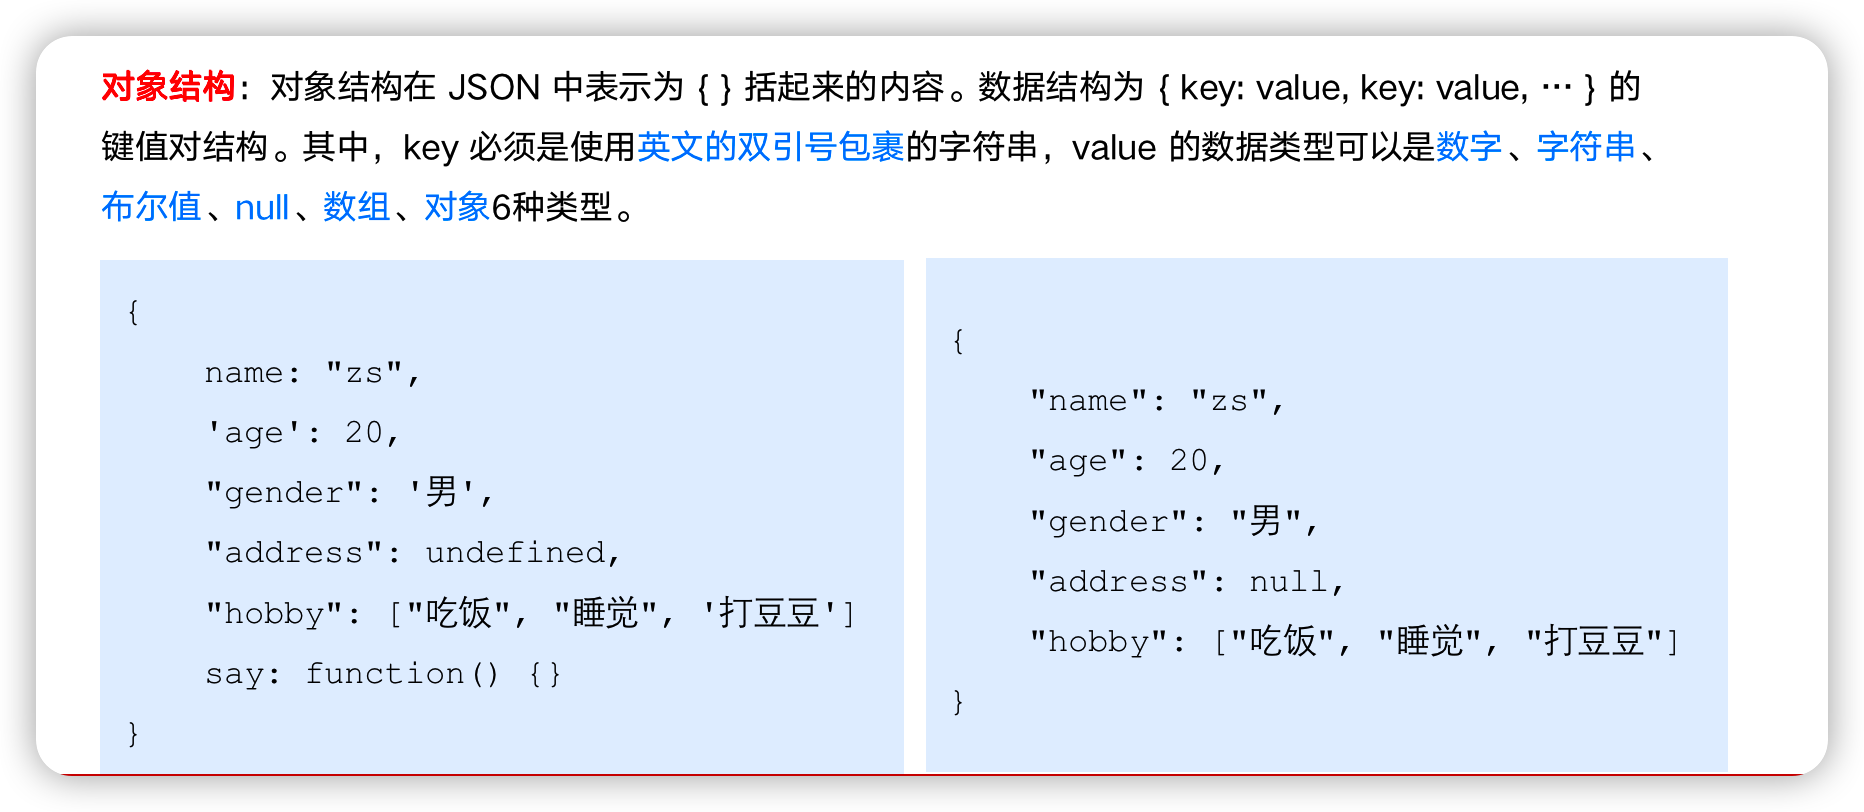 对象结构：对象结构在 JSON 中表示为 { } 括起来的内容。数据结构为 { key: value, key: value, … } 的
键值对结构。其中，key 必须是使用英文的双引号包裹的字符串，value 的数据类型可以是数字、字符串、
布尔值、null、数组、对象6种类型。
{
name: "zs",
'age': 20,
"gender": '男',
"address": undefined,
"hobby": ["吃饭", "睡觉", '打豆豆']
say: function() {}
}
{
"name": "zs",
"age": 20,
"gender": "男",
"address": null,
"hobby": ["吃饭", "睡觉", "打豆豆"]
}